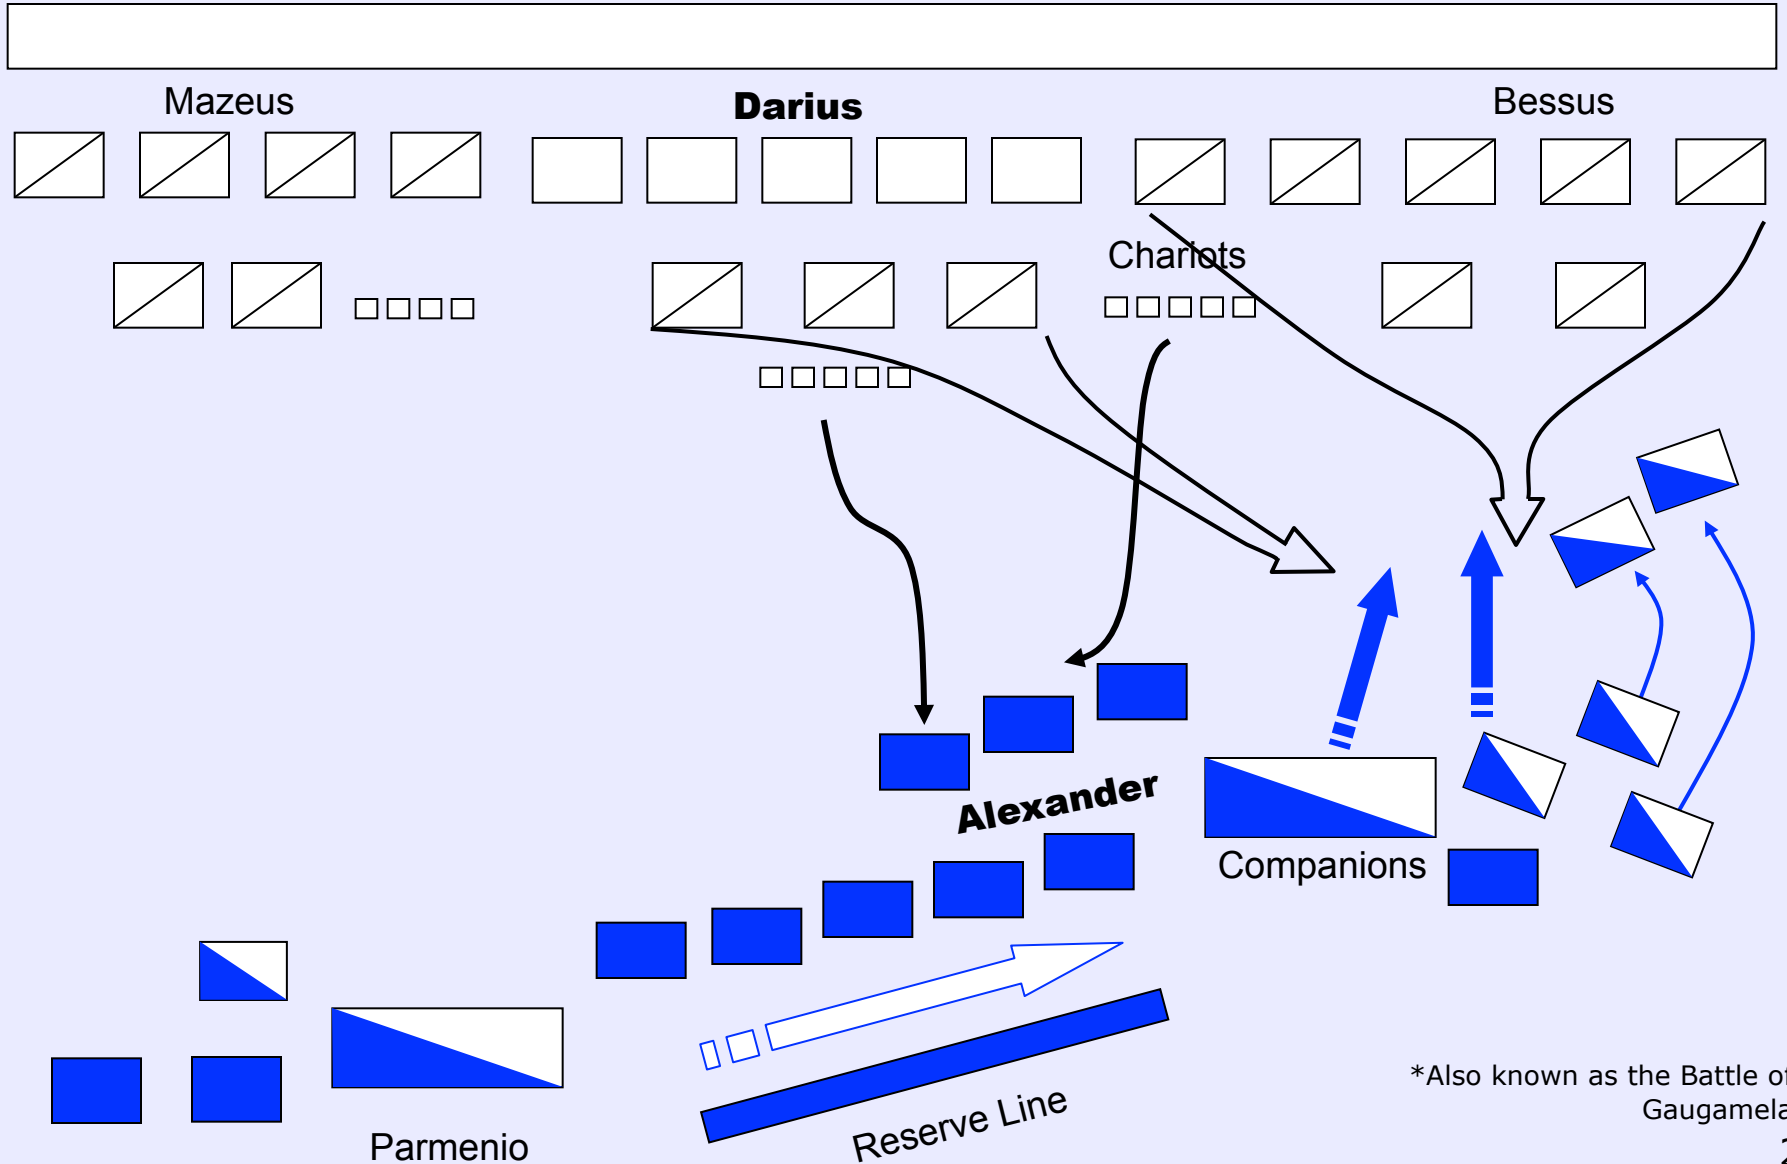 Mazeus
Darius
Bessus
Chariots
Alexander
Companions
Parmenio
Reserve Line
*Also known as the Battle of
Gaugamela